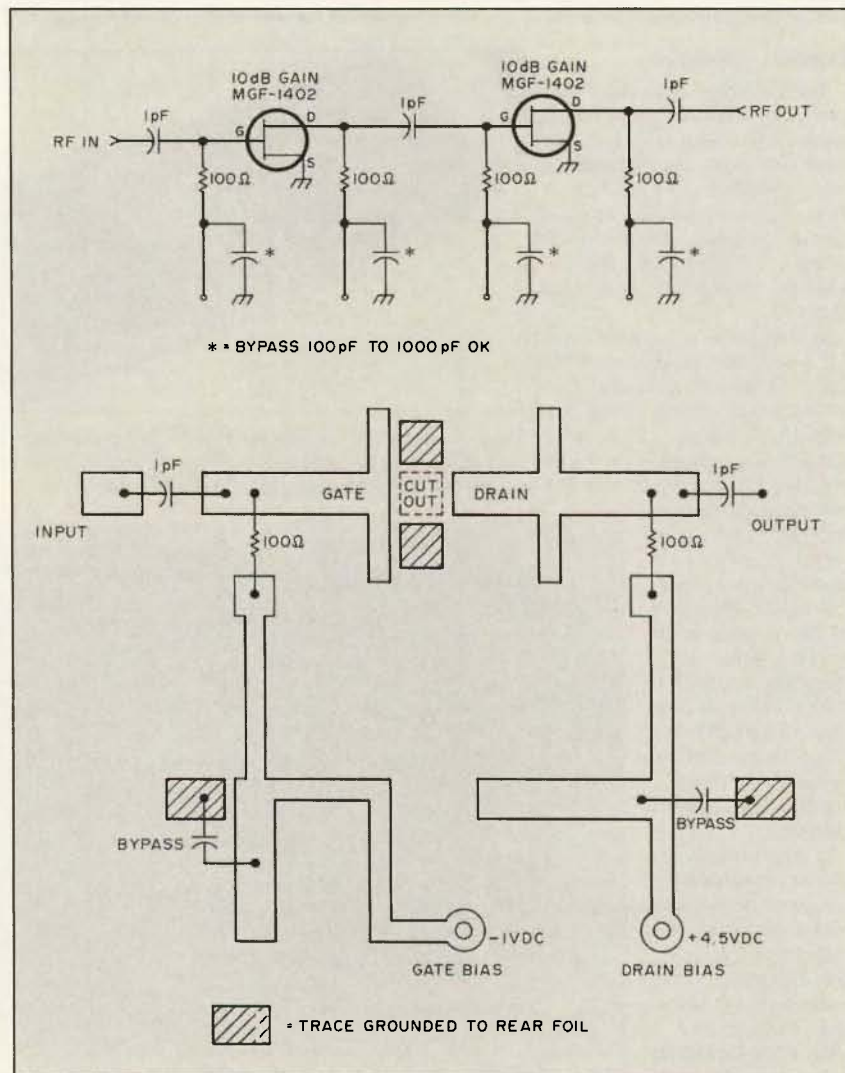 10dB GAIN
MGF-1402
10dB GAIN
MGF-1402
1pF
1pF
1pF
RF IN
G
D
S
G
D
S
RF OUT
100Ω
100Ω
100Ω
100Ω
*
*
*
*
* = BYPASS 100pF TO 1000pF OK
1pF
GATE
CUT
OUT
DRAIN
1pF
INPUT
100Ω
100Ω
OUTPUT
BYPASS
BYPASS
-1VDC
+4.5VDC
GATE BIAS
DRAIN BIAS
= TRACE GROUNDED TO REAR FOIL